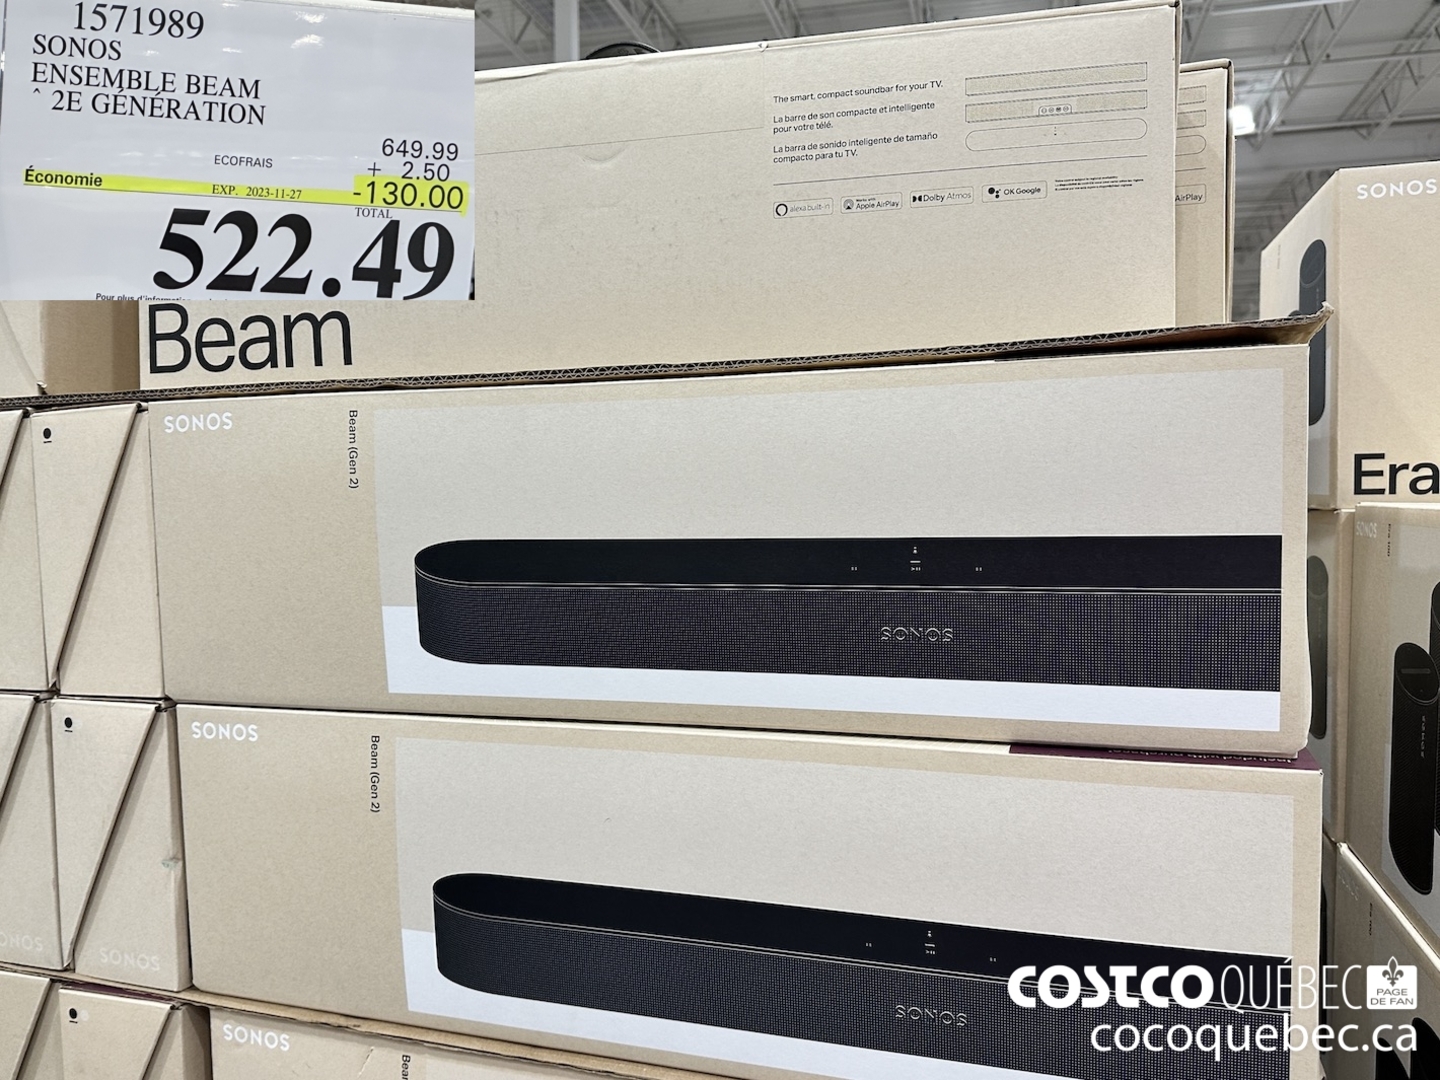 1571989
SONOS
ENSEMBLE BEAM
^ 2E GÉNÉRATION
649.99
ECOFRAIS + 2.50
Économie EXP. 2023-11-27 -130.00
TOTAL
522.49
The smart, compact soundbar for your TV.
La barre de son compacte et intelligente
pour votre télé.
La barra de sonido inteligente de tamaño
compacto para tu TV.
alexa built-in
Works with
Apple AirPlay
Dolby Atmos
OK Google
AirPlay
Beam
SONOS
Era
SONOS
Beam (Gen 2)
SONOS
SONOS
SONOS
Beam (Gen 2)
SONOS
SONOS
SONOS
SONOS
COSTCO QUÉBEC
PAGE
DE FAN
cocoquebec.ca